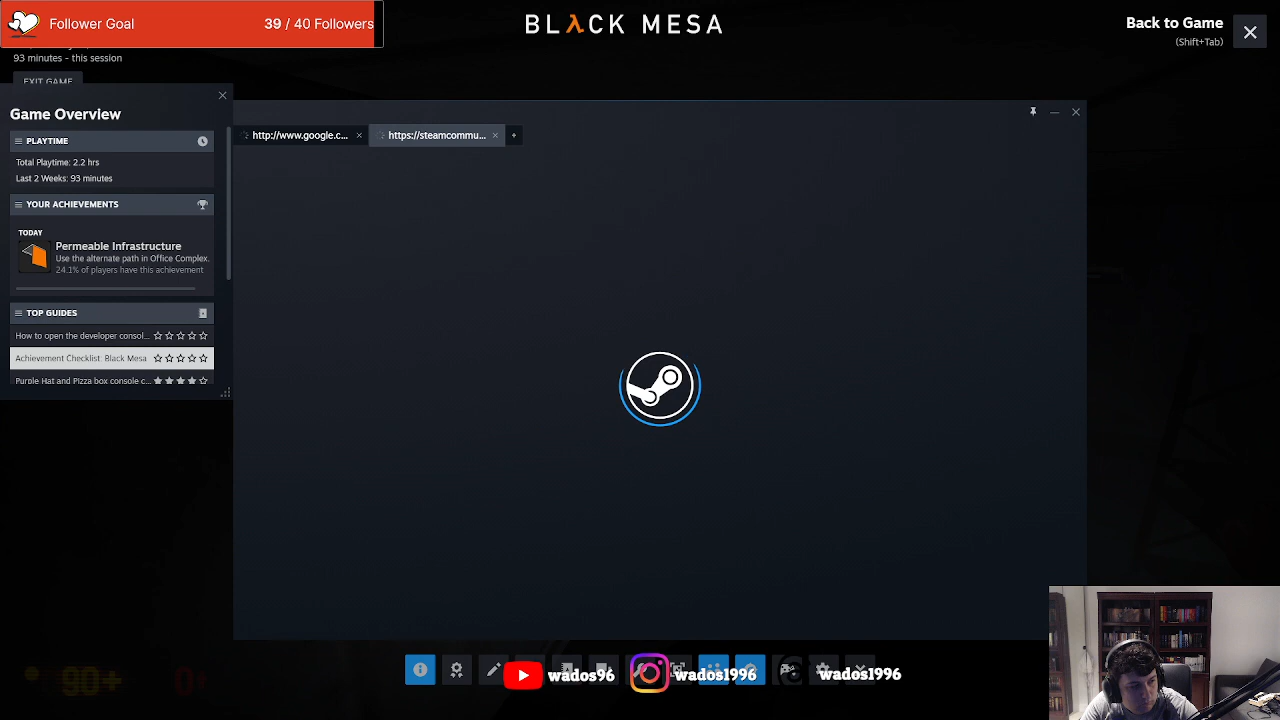 Follower Goal
39 / 40 Followers
BLλCK MESA
Back to Game
(Shift+Tab)
93 minutes - this session
EXIT GAME
Game Overview
PLAYTIME
Total Playtime: 2.2 hrs
Last 2 Weeks: 93 minutes
YOUR ACHIEVEMENTS
TODAY
Permeable Infrastructure
Use the alternate path in Office Complex.
24.1% of players have this achievement
TOP GUIDES
How to open the developer consol...
Achievement Checklist: Black Mesa
Purple Hat and Pizza box console c...
http://www.google.c...
https://steamcommu...
wados96
wados1996
wados1996
90